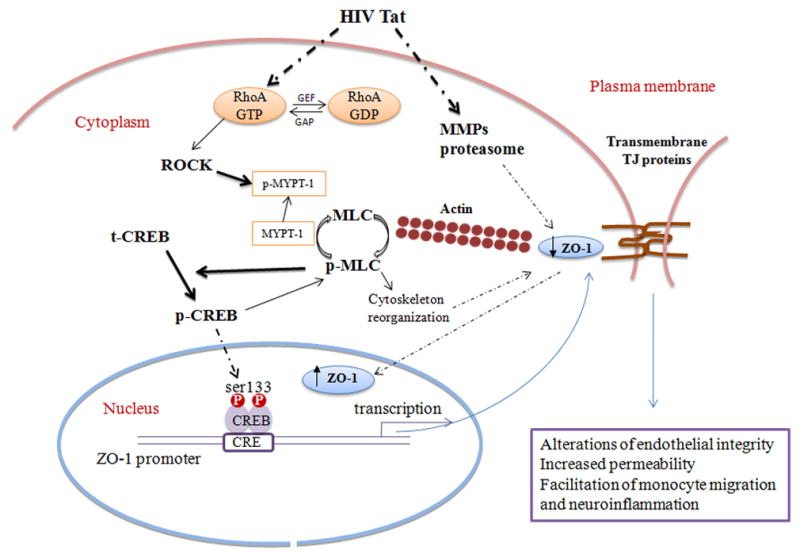 HIV Tat
Plasma membrane
Cytoplasm
RhoA
GTP
GEF
GAP
RhoA
GDP
MMPs
proteasome
Transmembrane
TJ proteins
ROCK
p-MYPT-1
MYPT-1
MLC
p-MLC
Actin
ZO-1
t-CREB
p-CREB
Cytoskeleton
reorganization
Nucleus
ser133
P P
CREB
CRE
ZO-1 promoter
ZO-1
transcription
Alterations of endothelial integrity
Increased permeability
Facilitation of monocyte migration
and neuroinflammation